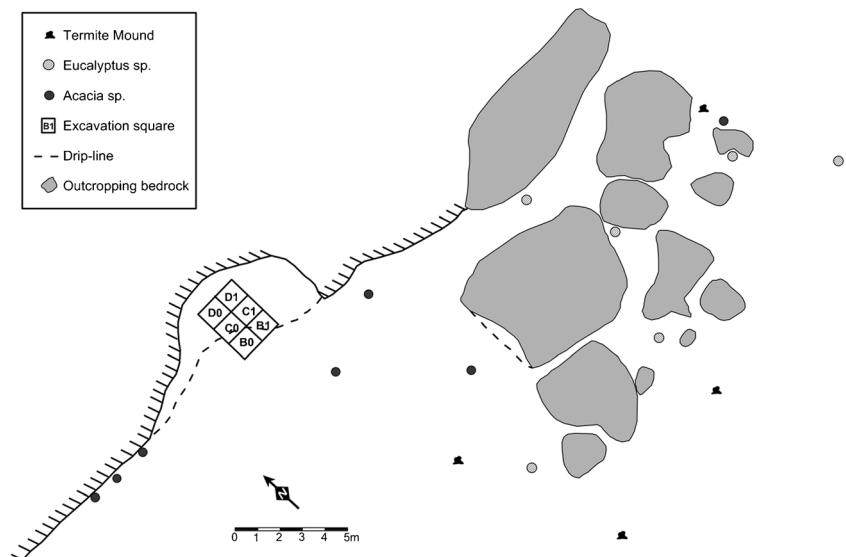 Termite Mound
Eucalyptus sp.
Acacia sp.
B1 Excavation square
Drip-line
Outcropping bedrock
D1
D0 C1
C0 B1
B0
N
0 1 2 3 4 5m